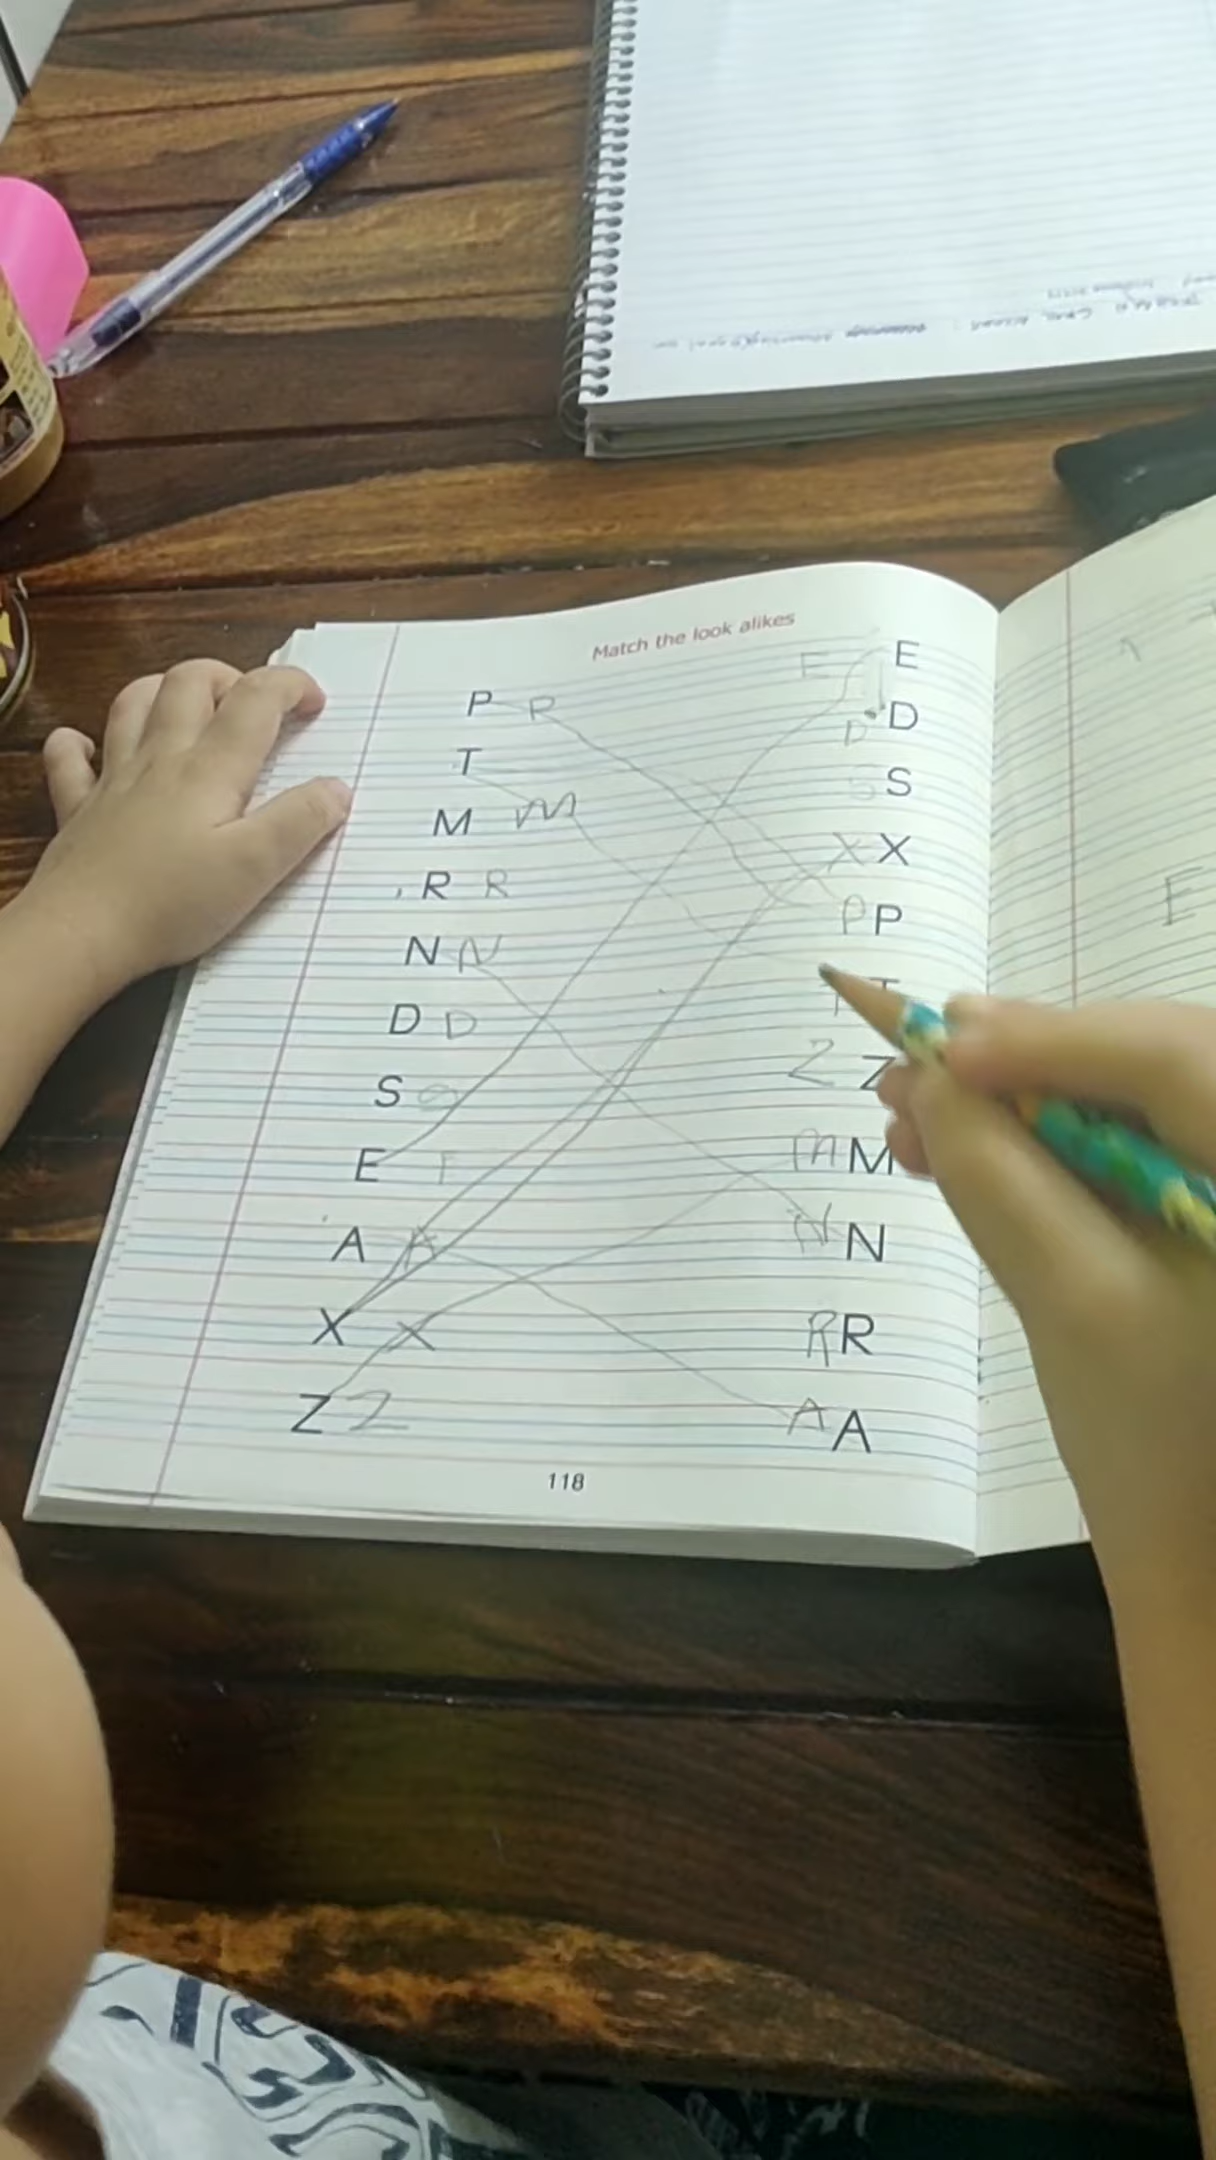 Match the look alikes
E E
P P
D D
T
S
M M
X X
R R
P P
N N
T
D D
Z Z
S S
M M
E
N N
A A
R R
X X
A A
Z Z
118
E